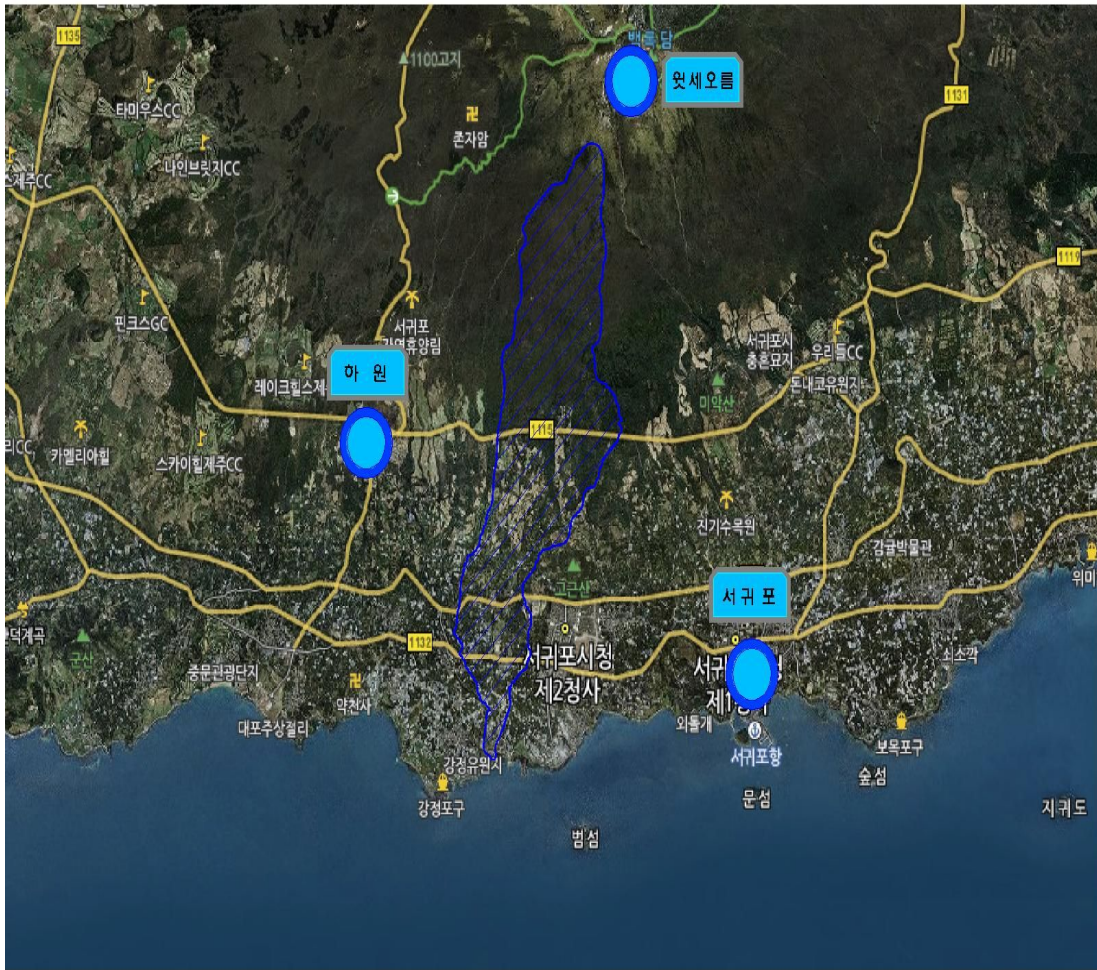 1135
백록담
1100고지
윗세오름
타미우스CC
1131
존자암
나인브릿지CC
스제주CC
1119
핀크스GC
서귀포
자연휴양림
서귀포시
충혼묘지
우리들CC
하 원
레이크힐스제
돈내코유원지
미악산
1115
리CC
카멜리아힐
스카이힐제주CC
진기수목원
감귤박물관
위미
고근산
서귀포
덕계곡
군산
1132
중문관광단지
서귀포시청
제2청사
쇠소깍
약천사
제1
외돌개
대포주상절리
서귀포항
보목포구
강정유원지
숲섬
강정포구
문섬
지귀도
범섬